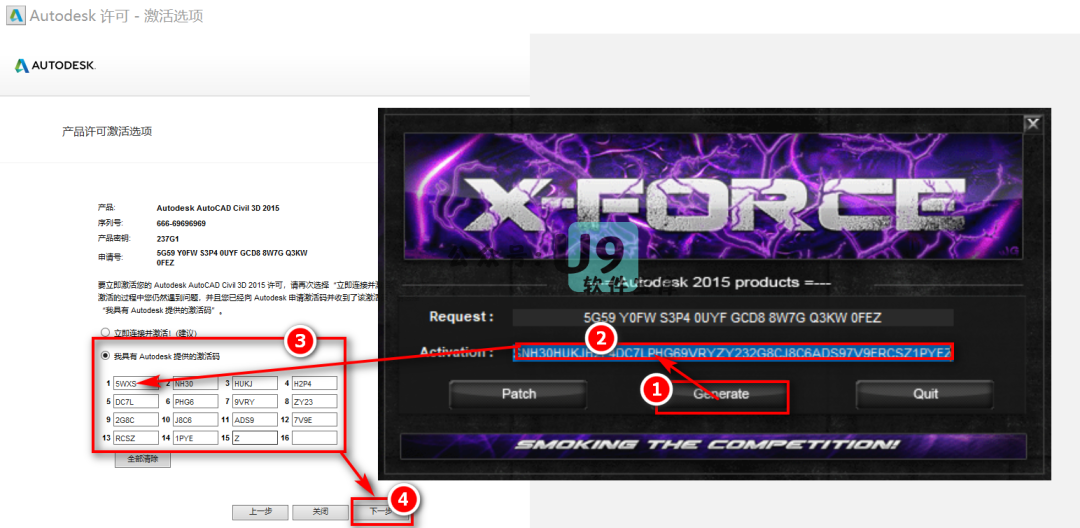 Autodesk 许可 - 激活选项
AUTODESK.
产品许可激活选项
产品: Autodesk AutoCAD Civil 3D 2015
序列号: 666-69696969
产品密钥: 237G1
申请号: 5G59 Y0FW S3P4 0UYF GCD8 8W7G Q3KW
0FEZ
要立即激活您的 Autodesk AutoCAD Civil 3D 2015 许可，请再次选择“立即连接并
激活的过程中您仍然遇到问题，并且您已经向 Autodesk 申请激活码并收到了该激
“我具有 Autodesk 提供的激活码”。
立即连接并激活! (建议)
我具有 Autodesk 提供的激活码
1 5WXS 2 NH30 3 HUKJ 4 H2P4
5 DC7L 6 PHG6 7 9VRY 8 ZY23
9 2G8C 10 J8C6 11 ADS9 12 7V9E
13 RCSZ 14 1PYE 15 Z 16
全部清除
上一步 关闭 下一步
X-FORCE
J9
软件
---= Autodesk 2015 products =---
Request : 5G59 Y0FW S3P4 0UYF GCD8 8W7G Q3KW 0FEZ
Activation :
Patch Generate Quit
SMOKING THE COMPETITION!
1
2
3
4